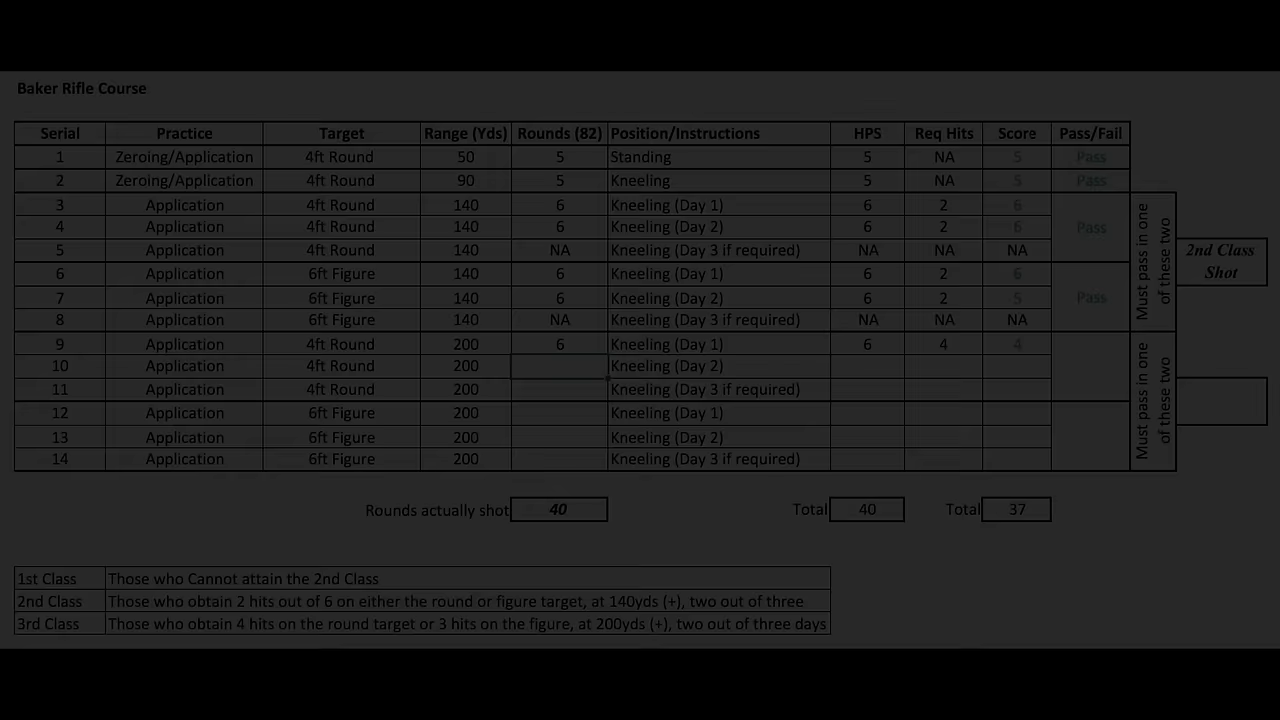 Baker Rifle Course
Serial Practice Target Range (Yds) Rounds (82) Position/Instructions HPS Req Hits Score Pass/Fail
1 Zeroing/Application 4ft Round 50 5 Standing 5 NA 5 Pass
2 Zeroing/Application 4ft Round 90 5 Kneeling 5 NA 5 Pass
3 Application 4ft Round 140 6 Kneeling (Day 1) 6 2 6
4 Application 4ft Round 140 6 Kneeling (Day 2) 6 2 6 Pass
5 Application 4ft Round 140 NA Kneeling (Day 3 if required) NA NA NA
6 Application 6ft Figure 140 6 Kneeling (Day 1) 6 2 6
7 Application 6ft Figure 140 6 Kneeling (Day 2) 6 2 5 Pass
8 Application 6ft Figure 140 NA Kneeling (Day 3 if required) NA NA NA
Must pass in one
of these two
2nd Class
Shot
9 Application 4ft Round 200 6 Kneeling (Day 1) 6 4 4
10 Application 4ft Round 200 Kneeling (Day 2)
11 Application 4ft Round 200 Kneeling (Day 3 if required)
12 Application 6ft Figure 200 Kneeling (Day 1)
13 Application 6ft Figure 200 Kneeling (Day 2)
14 Application 6ft Figure 200 Kneeling (Day 3 if required)
Must pass in one
of these two
Rounds actually shot 40 Total 40 Total 37
1st Class Those who Cannot attain the 2nd Class
2nd Class Those who obtain 2 hits out of 6 on either the round or figure target, at 140yds (+), two out of three
3rd Class Those who obtain 4 hits on the round target or 3 hits on the figure, at 200yds (+), two out of three days